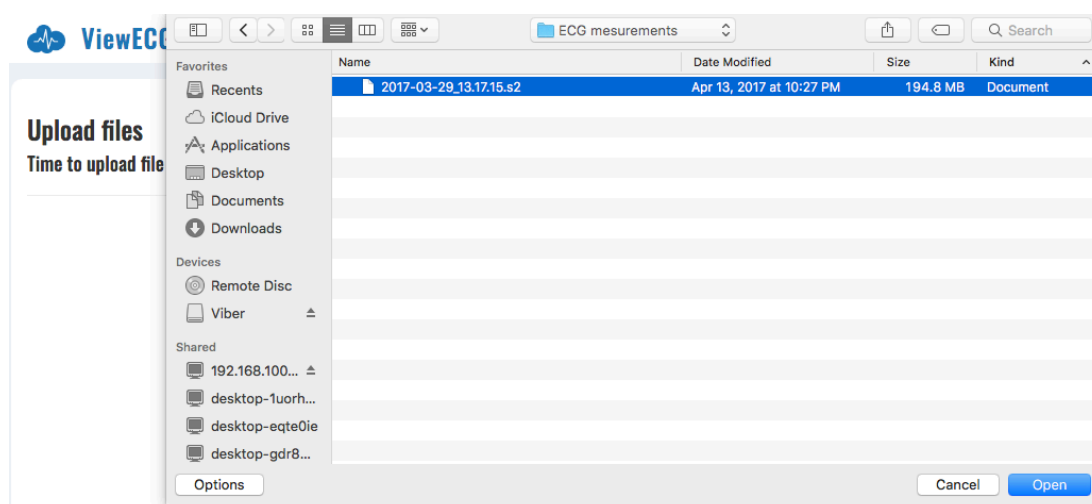 ViewECG
ECG mesurements
Search
Upload files
Time to upload file
Favorites
Recents
iCloud Drive
Applications
Desktop
Documents
Downloads
Devices
Remote Disc
Viber
Shared
192.168.100...
desktop-1uorh...
desktop-eqte0ie
desktop-gdr8...
Name Date Modified Size Kind
2017-03-29_13.17.15.s2 Apr 13, 2017 at 10:27 PM 194.8 MB Document
Options Cancel Open